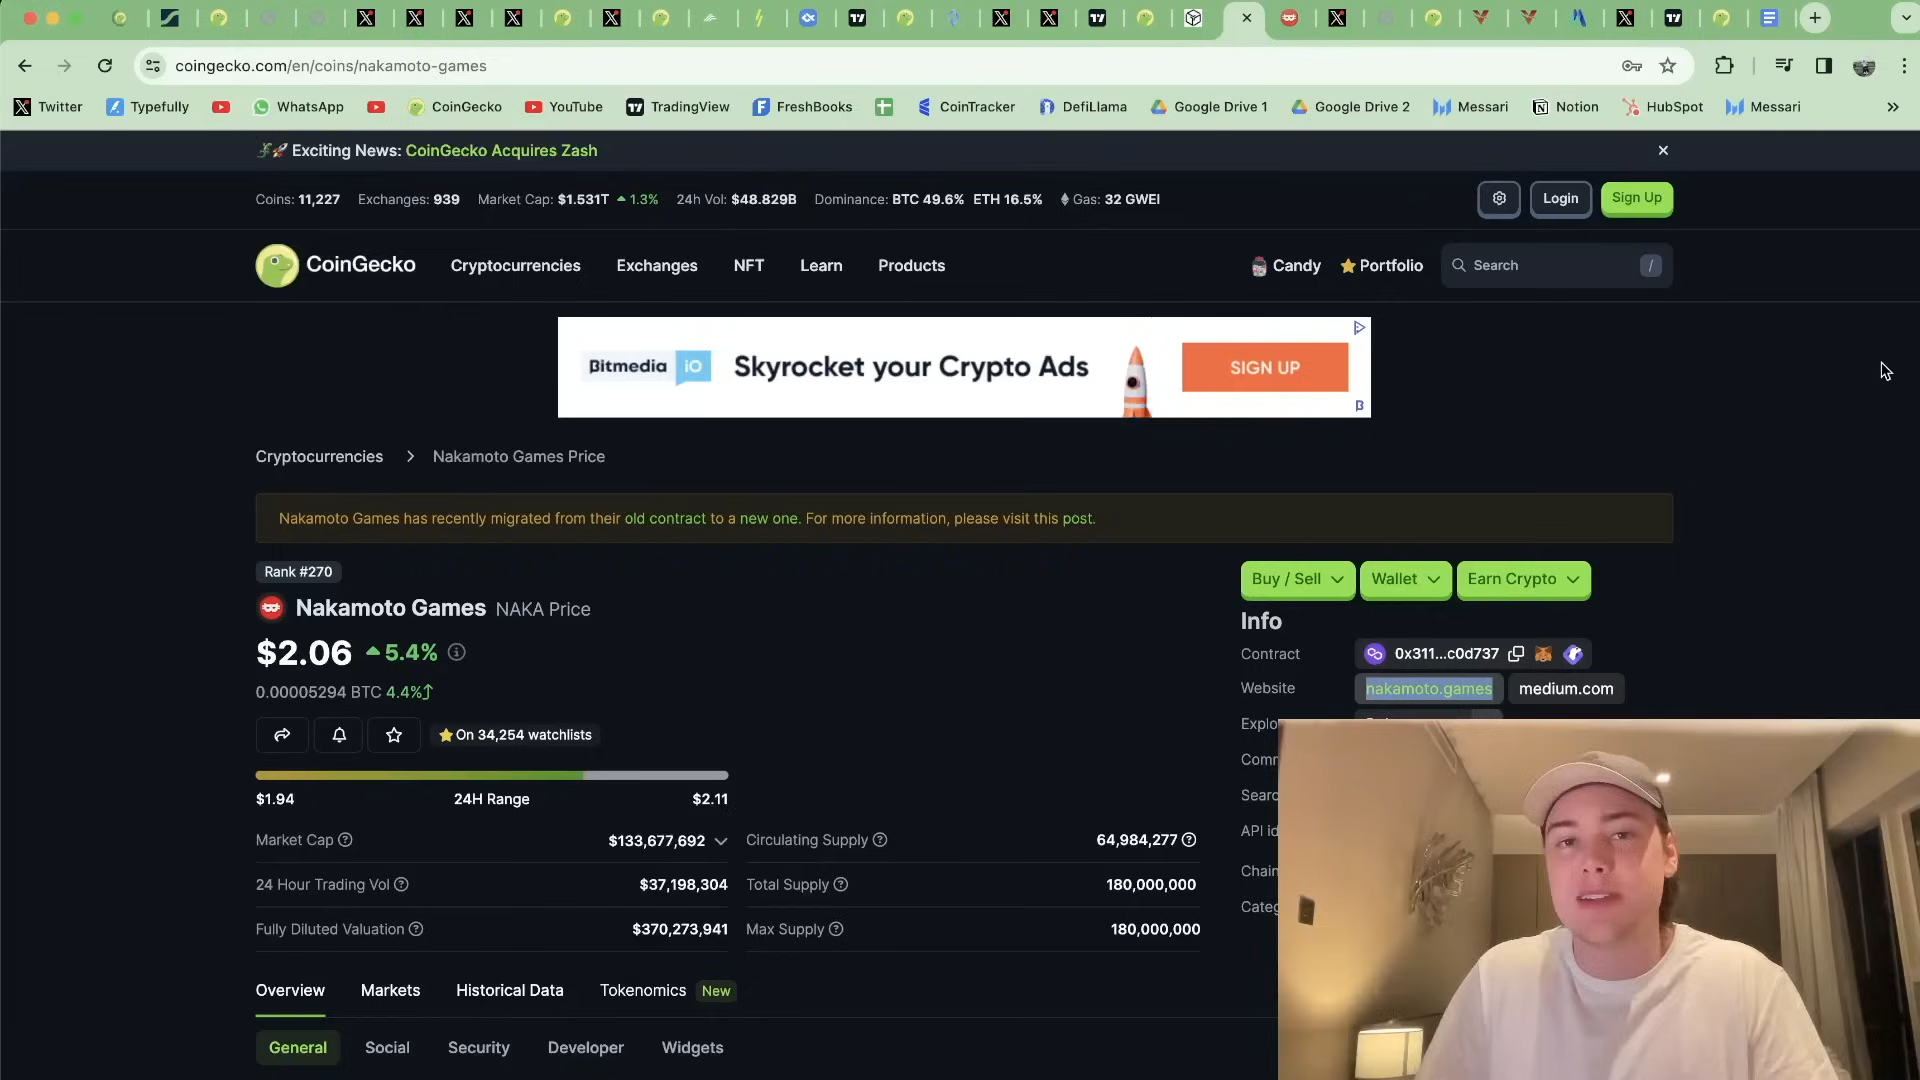 coingecko.com/en/coins/nakamoto-games
Twitter Typefully WhatsApp CoinGecko YouTube TradingView FreshBooks CoinTracker DefiLlama Google Drive 1 Google Drive 2 Messari Notion HubSpot Messari
Exciting News: CoinGecko Acquires Zash
Coins: 11,227 Exchanges: 939 Market Cap: $1.531T 1.3% 24h Vol: $48.829B Dominance: BTC 49.6% ETH 16.5% Gas: 32 GWEI
Login Sign Up
CoinGecko Cryptocurrencies Exchanges NFT Learn Products Candy Portfolio Search /
Bitmedia iO Skyrocket your Crypto Ads SIGN UP
Cryptocurrencies > Nakamoto Games Price
Nakamoto Games has recently migrated from their old contract to a new one. For more information, please visit this post.
Rank #270
Nakamoto Games NAKA Price
$2.06 5.4%
0.00005294 BTC 4.4%
On 34,254 watchlists
$1.94 24H Range $2.11
Market Cap $133,677,692
Circulating Supply 64,984,277
24 Hour Trading Vol $37,198,304
Total Supply 180,000,000
Fully Diluted Valuation $370,273,941
Max Supply 180,000,000
Buy / Sell Wallet Earn Crypto
Info
Contract 0x311...c0d737
Website nakamoto.games medium.com
Explo
Comm
Searc
API id
Chain
Categ
Overview Markets Historical Data Tokenomics New
General Social Security Developer Widgets